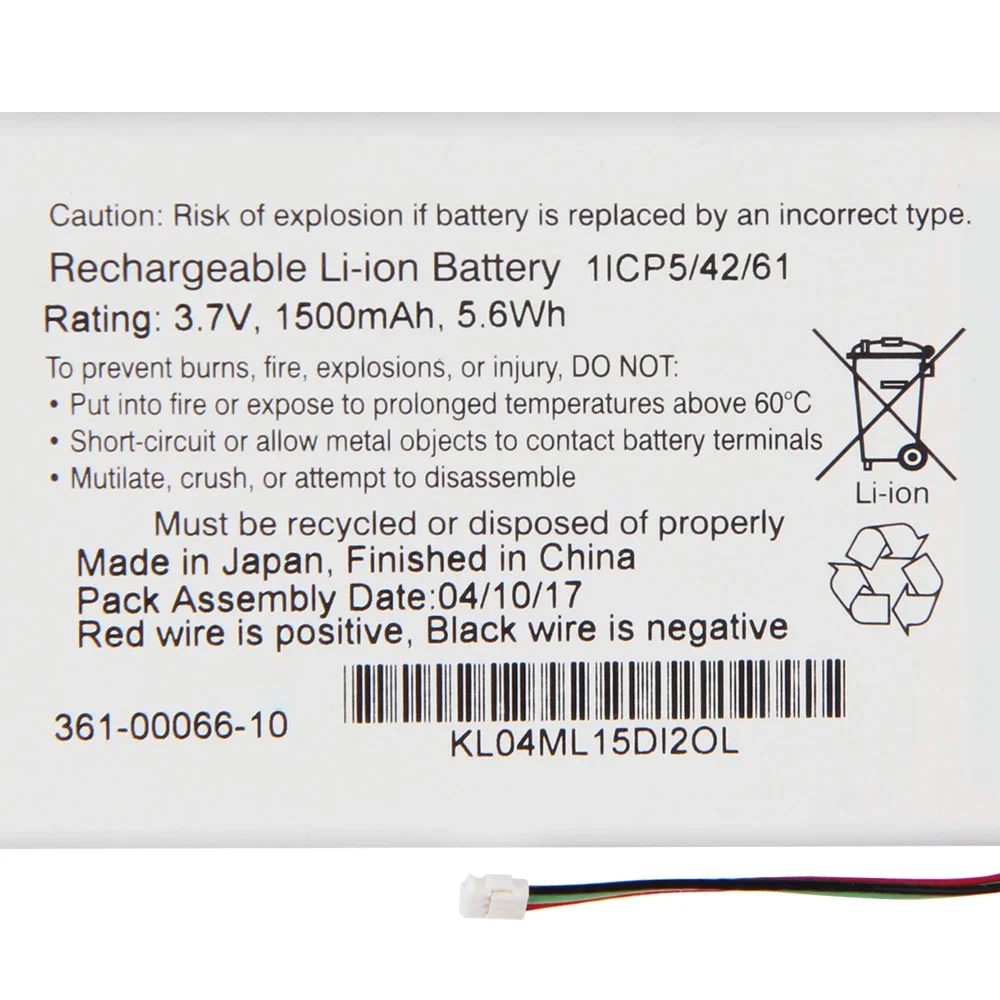 Caution: Risk of explosion if battery is replaced by an incorrect type.
Rechargeable Li-ion Battery 1ICP5/42/61
Rating: 3.7V, 1500mAh, 5.6Wh
To prevent burns, fire, explosions, or injury, DO NOT:
• Put into fire or expose to prolonged temperatures above 60°C
• Short-circuit or allow metal objects to contact battery terminals
• Mutilate, crush, or attempt to disassemble
Li-ion
Must be recycled or disposed of properly
Made in Japan, Finished in China
Pack Assembly Date:04/10/17
Red wire is positive, Black wire is negative
361-00066-10
KL04ML15DI2OL